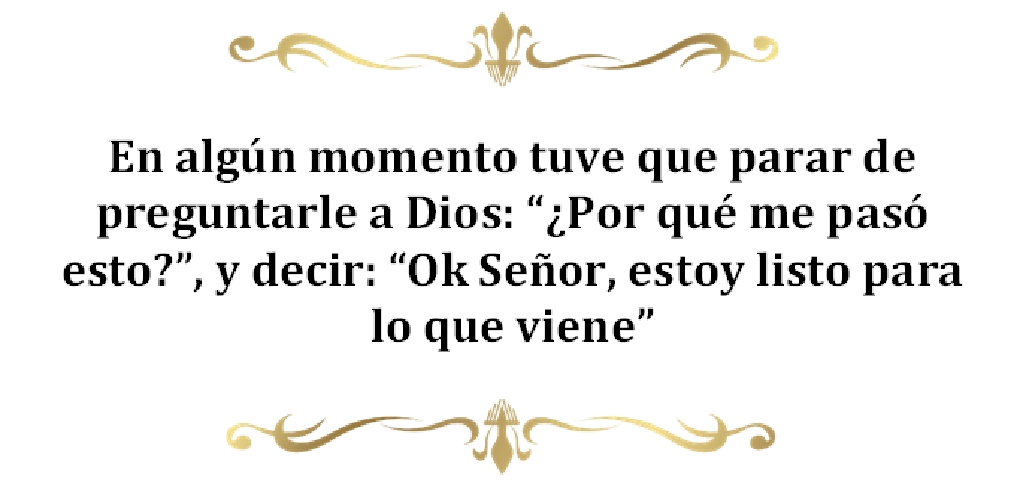 En algún momento tuve que parar de
preguntarle a Dios: “¿Por qué me pasó
esto?”, y decir: “Ok Señor, estoy listo para
lo que viene”